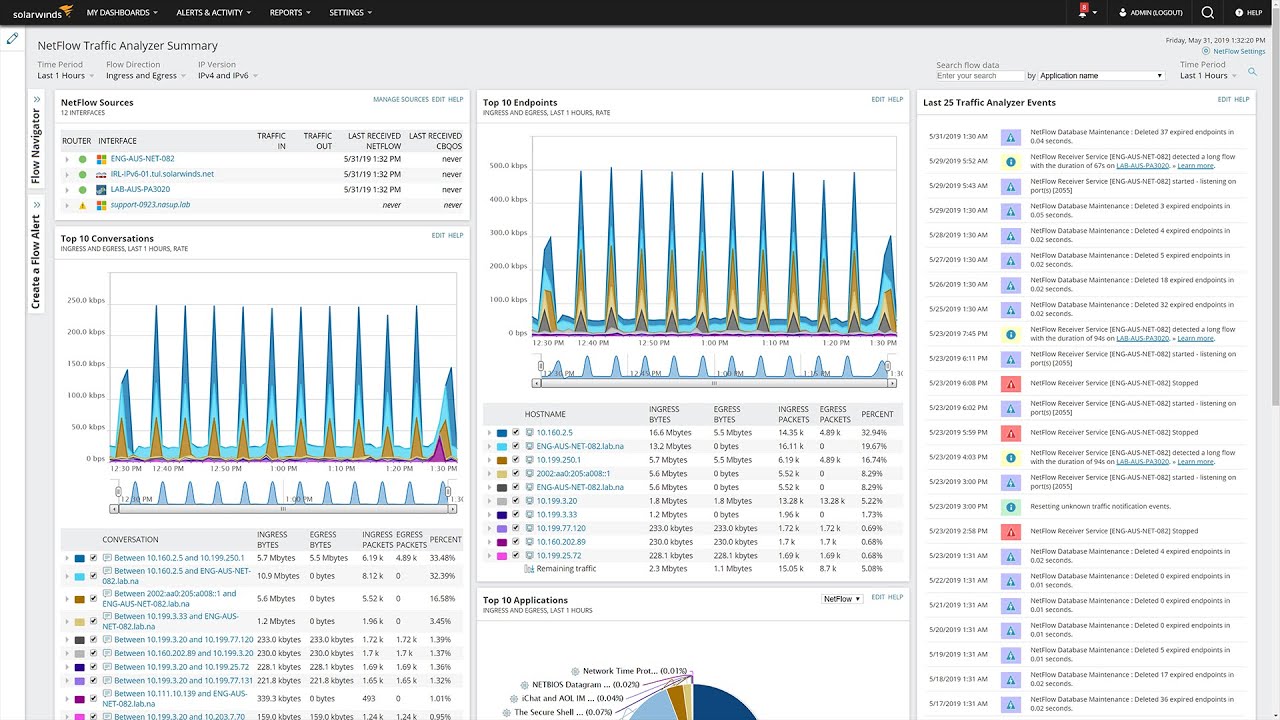 solarwinds MY DASHBOARDS ALERTS & ACTIVITY REPORTS SETTINGS 8 ADMIN (LOGOUT) HELP
NetFlow Traffic Analyzer Summary
Friday, May 31, 2019 1:32:20 PM
NetFlow Settings
Time Period Flow Direction IP Version
Last 1 Hours Ingress and Egress IPv4 and IPv6
Search flow data Time Period
Enter your search by Application name Last 1 Hours
Flow Navigator
Create a Flow Alert
NetFlow Sources MANAGE SOURCES EDIT HELP
12 INTERFACES
ROUTER INTERFACE TRAFFIC IN TRAFFIC OUT LAST RECEIVED NETFLOW LAST RECEIVED CBQOS
ENG-AUS-NET-082 5/31/19 1:32 PM never
IRL-IPv6-01.tul.solarwinds.net 5/31/19 1:32 PM never
LAB-AUS-PA3020 5/31/19 1:32 PM never
support-0923.nasup.lab never never
Top 10 Conversations EDIT HELP
INGRESS AND EGRESS, LAST 1 HOURS, RATE
250.0 kbps
200.0 kbps
150.0 kbps
100.0 kbps
50.0 kbps
0 bps
12:30 PM 12:40 PM 12:50 PM 1:00 PM 1:10 PM 1:20 PM 1:30 PM
1:00 PM
CONVERSATION INGRESS BYTES EGRESS BYTES INGRESS PACKETS EGRESS PACKETS PERCENT
Between 10.160.2.5 and 10.199.250.1 5.7 Mbytes 5.5 Mbytes 6.19 k 4.89 k 33.48%
Between 10.160.2.5 and ENG-AUS-NET-
082.lab.na 10.9 Mbytes 0 bytes 8.12 k 0 32.39%
Between 2002:aa0:205:a008::1 and
ENG-AUS-NET-082.lab.na 5.6 Mbytes 0 bytes 5.52 k 0 16.58%
Between 10.199.3.33 and ENG-AUS-
NET-082.lab.na 1.2 Mbytes 0 bytes 1.96 k 0 3.45%
Between 10.199.3.20 and 10.199.77.120 233.0 kbytes 233.0 kbytes 1.72 k 1.72 k 1.39%
Between 10.160.202.89 and 10.199.3.20 230.0 kbytes 0 bytes 1.7 k 0 1.37%
Between 10.199.3.20 and 10.199.25.72 228.1 kbytes 228.1 kbytes 1.69 k 1.69 k 1.36%
Between 10.199.3.20 and 10.199.77.131 221.8 kbytes 221.8 kbytes 1.65 k 1.65 k 1.32%
Between 10.111.10.139 and ENG-AUS-
NET-082.lab.na 339.3 kbytes 0 bytes 0 1.01%
Between 10.199.3.20 and 10.203.7.70 159.0 kbytes 0.95%
Top 10 Endpoints EDIT HELP
INGRESS AND EGRESS, LAST 1 HOURS, RATE
500.0 kbps
400.0 kbps
300.0 kbps
200.0 kbps
100.0 kbps
0 bps
12:30 PM 12:40 PM 12:50 PM 1:00 PM 1:10 PM 1:20 PM 1:30 PM
12:30 PM 12:45 PM 1:00 PM 1:15 PM 1:30
HOSTNAME INGRESS BYTES EGRESS BYTES INGRESS PACKETS EGRESS PACKETS PERCENT
10.160.2.5 16.6 Mbytes 5.5 Mbytes 14.35 k 4.89 k 32.94%
ENG-AUS-NET-082.lab.na 13.2 Mbytes 0 bytes 16.11 k 0 19.67%
10.199.250.1 5.7 Mbytes 5.5 Mbytes 6.19 k 4.89 k 16.74%
2002:aa0:205:a008::1 5.6 Mbytes 0 bytes 5.52 k 0 8.29%
ENG-AUS-NET-082.lab.na 5.6 Mbytes 0 bytes 5.52 k 0 8.29%
10.199.3.20 1.8 Mbytes 1.8 Mbytes 13.28 k 13.28 k 5.22%
10.199.3.33 1.2 Mbytes 0 bytes 1.96 k 0 1.73%
10.199.77.120 233.0 kbytes 233.0 kbytes 1.72 k 1.72 k 0.69%
10.160.202.89 230.0 kbytes 0 bytes 1.7 k 0 0.68%
10.199.25.72 228.1 kbytes 228.1 kbytes 1.69 k 1.69 k 0.68%
Remaining traffic 2.3 Mbytes 1.1 Mbytes 15.05 k 8.7 k 5.08%
Top 10 Applications NetFlow EDIT HELP
INGRESS AND EGRESS, LAST 1 HOURS
Network Time Prot... (0.01%)
NETBIOS Datagram ... (0.02%)
iChat and AOL IM ... (0.04%)
The Secure Shell ... (0.07%)
Last 25 Traffic Analyzer Events EDIT HELP
5/31/2019 1:30 AM NetFlow Database Maintenance : Deleted 37 expired endpoints in
0.04 seconds.
5/29/2019 5:52 AM NetFlow Receiver Service [ENG-AUS-NET-082] detected a long flow
with the duration of 67s on LAB-AUS-PA3020. » Learn more.
5/29/2019 5:43 AM NetFlow Receiver Service [ENG-AUS-NET-082] started - listening on
port(s) [2055]
5/29/2019 1:30 AM NetFlow Database Maintenance : Deleted 3 expired endpoints in
0.05 seconds.
5/28/2019 1:30 AM NetFlow Database Maintenance : Deleted 4 expired endpoints in
0.02 seconds.
5/27/2019 1:30 AM NetFlow Database Maintenance : Deleted 5 expired endpoints in
0.02 seconds.
5/26/2019 1:30 AM NetFlow Database Maintenance : Deleted 18 expired endpoints in
0.02 seconds.
5/25/2019 1:30 AM NetFlow Database Maintenance : Deleted 32 expired endpoints in
0.02 seconds.
5/23/2019 7:45 PM NetFlow Receiver Service [ENG-AUS-NET-082] detected a long flow
with the duration of 94s on LAB-AUS-PA3020. » Learn more.
5/23/2019 6:11 PM NetFlow Receiver Service [ENG-AUS-NET-082] started - listening on
port(s) [2055]
5/23/2019 6:08 PM NetFlow Receiver Service [ENG-AUS-NET-082] Stopped
5/23/2019 6:02 PM NetFlow Receiver Service [ENG-AUS-NET-082] started - listening on
port(s) [2055]
5/23/2019 5:59 PM NetFlow Receiver Service [ENG-AUS-NET-082] Stopped
5/23/2019 4:03 PM NetFlow Receiver Service [ENG-AUS-NET-082] detected a long flow
with the duration of 94s on LAB-AUS-PA3020. » Learn more.
5/23/2019 3:00 PM NetFlow Receiver Service [ENG-AUS-NET-082] started - listening on
port(s) [2055]
5/23/2019 3:00 PM Resetting unknown traffic notification events.
5/23/2019 2:58 PM NetFlow Receiver Service [ENG-AUS-NET-082] Stopped
5/23/2019 1:31 AM NetFlow Database Maintenance : Deleted 4 expired endpoints in
0.02 seconds.
5/22/2019 1:31 AM NetFlow Database Maintenance : Deleted 0 expired endpoints in
0.01 seconds.
5/21/2019 1:31 AM NetFlow Database Maintenance : Deleted 0 expired endpoints in
0.01 seconds.
5/20/2019 1:31 AM NetFlow Database Maintenance : Deleted 0 expired endpoints in
0.01 seconds.
5/19/2019 1:31 AM NetFlow Database Maintenance : Deleted 5 expired endpoints in
0.01 seconds.
5/18/2019 1:31 AM NetFlow Database Maintenance : Deleted 17 expired endpoints in
0.02 seconds.
5/17/2019 1:31 AM NetFlow Database Maintenance : Deleted 36 expired endpoints in
0.02 seconds.